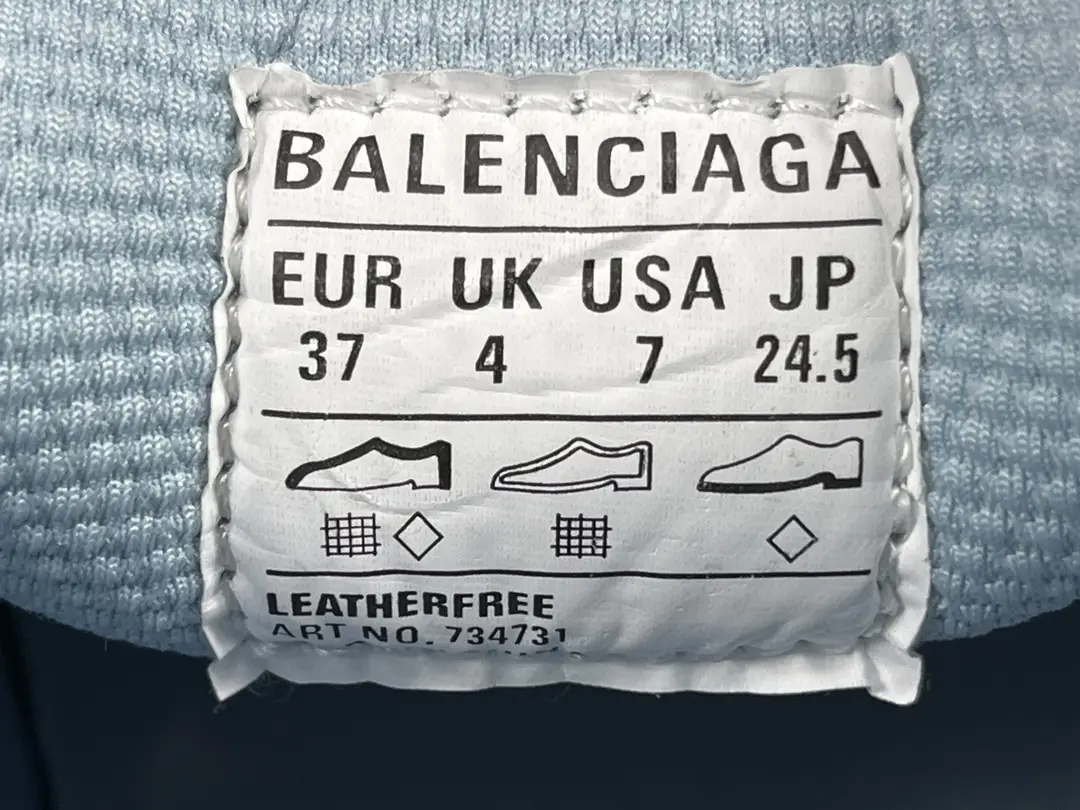 BALENCIAGA
EUR UK USA JP
37 4 7 24.5
LEATHERFREE
ART NO. 734731